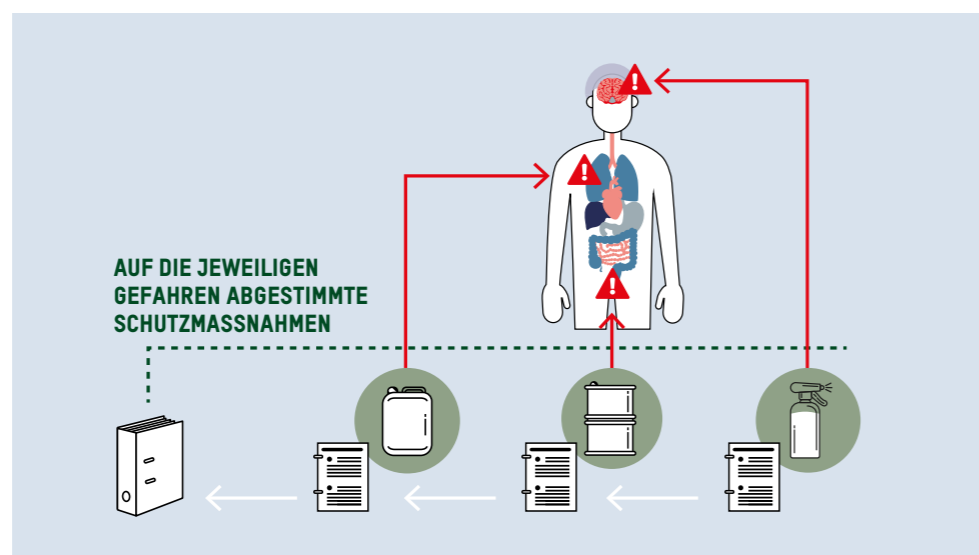 AUF DIE JEWEILIGEN
GEFAHREN ABGESTIMMTE
SCHUTZMASSNAHMEN